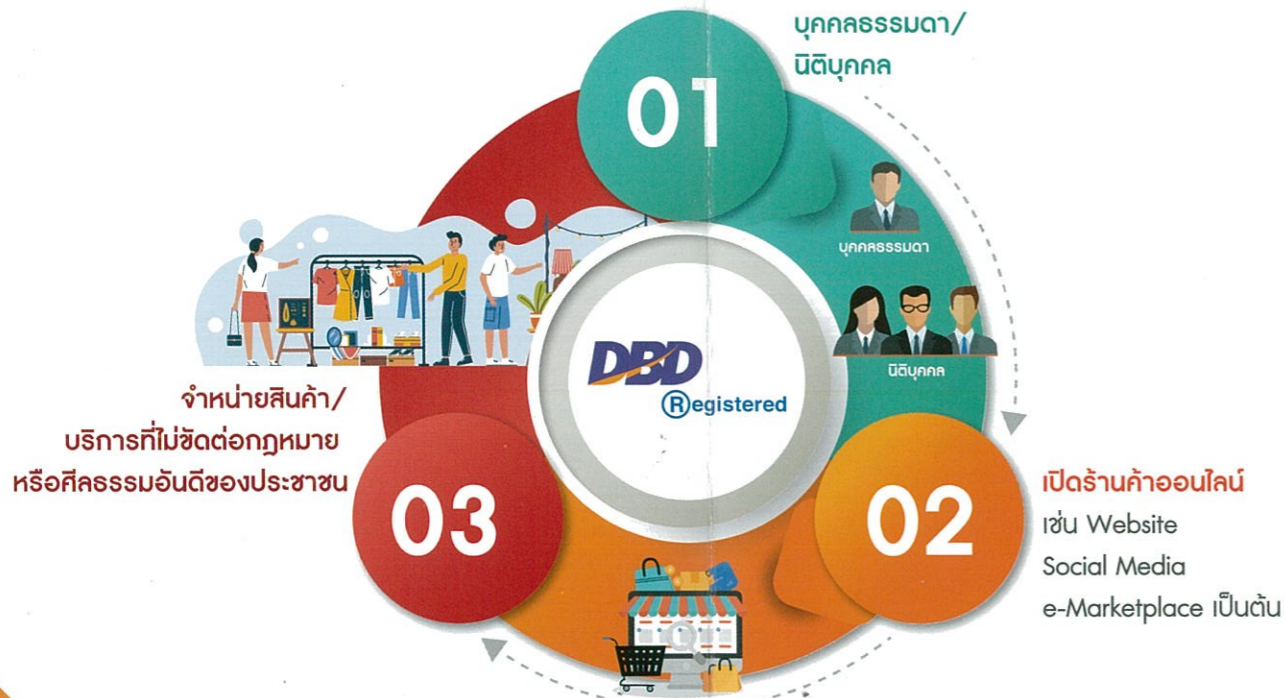 01
บุคคลธรรมดา/
นิติบุคคล
บุคคลธรรมดา
นิติบุคคล
DBD
Registered
02
เปิดร้านค้าออนไลน์
เช่น Website
Social Media
e-Marketplace เป็นต้น
03
จำหน่ายสินค้า/
บริการที่ไม่ขัดต่อกฎหมาย
หรือศีลธรรมอันดีของประชาชน